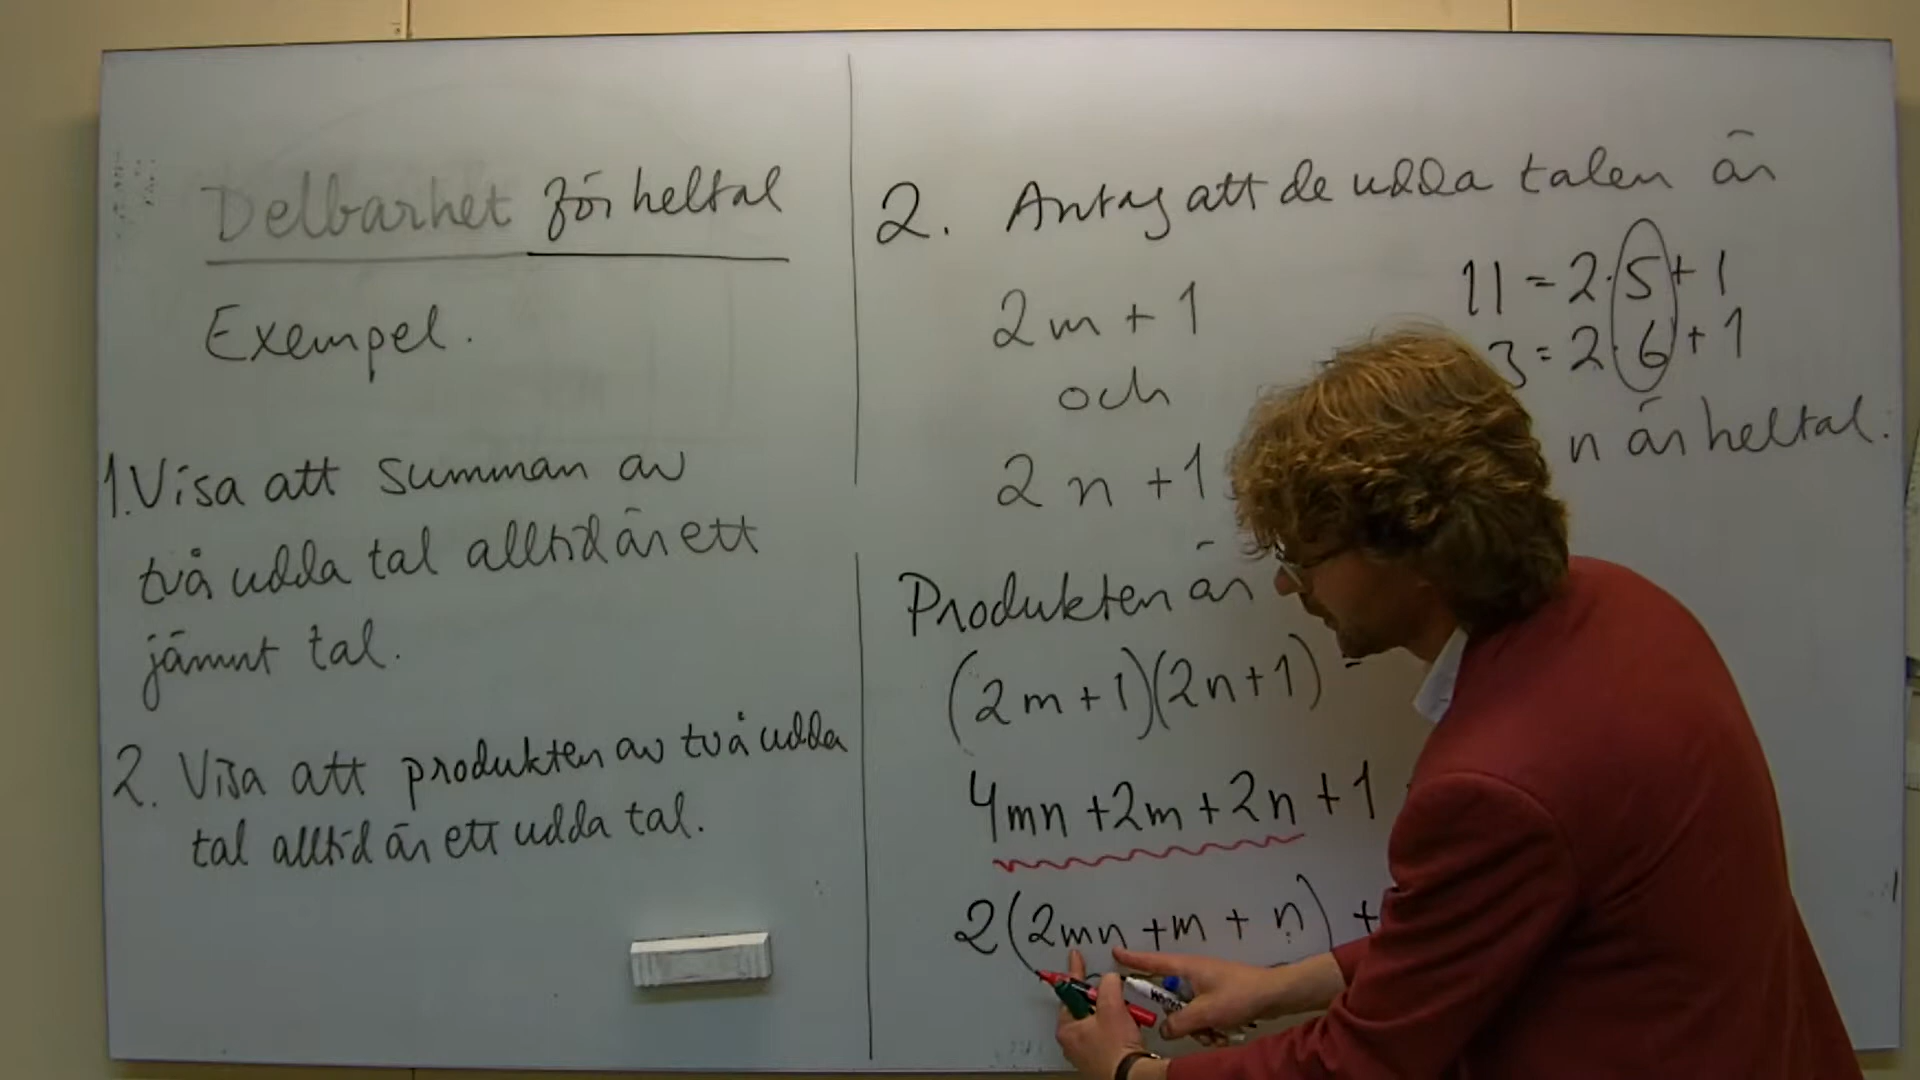 Delbarhet för heltal
Exempel.
1. Visa att summan av
två udda tal alltid är ett
jämnt tal.
2. Visa att produkten av två udda
tal alltid är ett udda tal.
2. Antag att de udda talen är
2m + 1
och
2n + 1
11 = 2·5 + 1
3 = 2·6 + 1
n är heltal.
Produkten är
(2m + 1)(2n + 1) =
4mn + 2m + 2n + 1
2(2mn + m + n) +